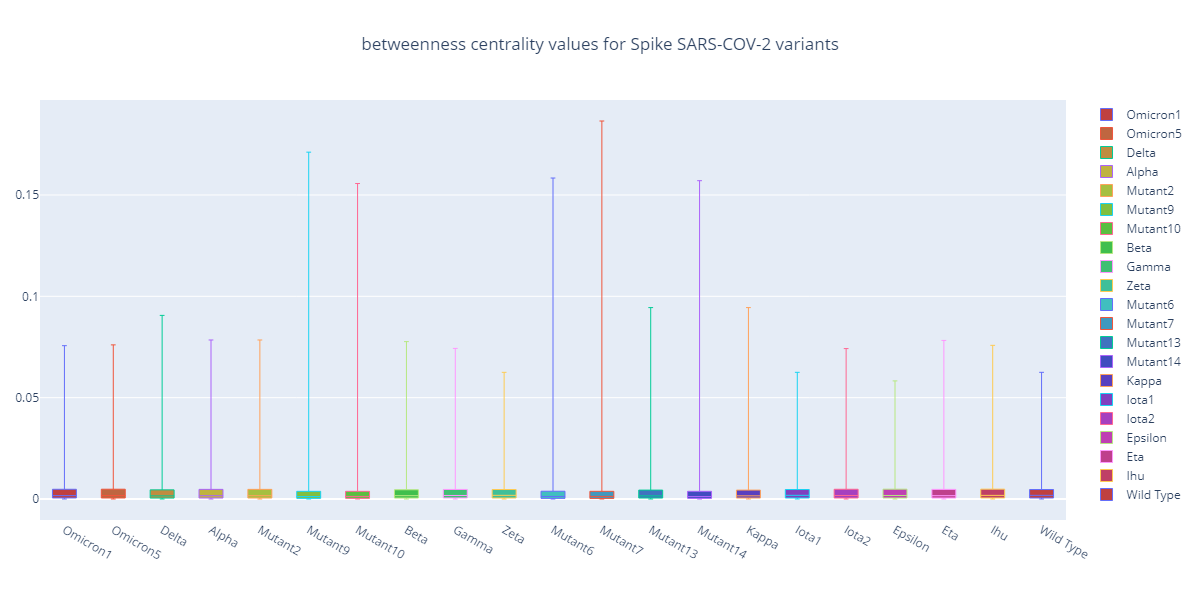 betweenness centrality values for Spike SARS-COV-2 variants
0.15
0.1
0.05
0
Omicron1
Omicron5
Delta
Alpha
Mutant2
Mutant9
Mutant10
Beta
Gamma
Zeta
Mutant6
Mutant7
Mutant13
Mutant14
Kappa
Iota1
Iota2
Epsilon
Eta
Ihu
Wild Type
Omicron1
Omicron5
Delta
Alpha
Mutant2
Mutant9
Mutant10
Beta
Gamma
Zeta
Mutant6
Mutant7
Mutant13
Mutant14
Kappa
Iota1
Iota2
Epsilon
Eta
Ihu
Wild Type